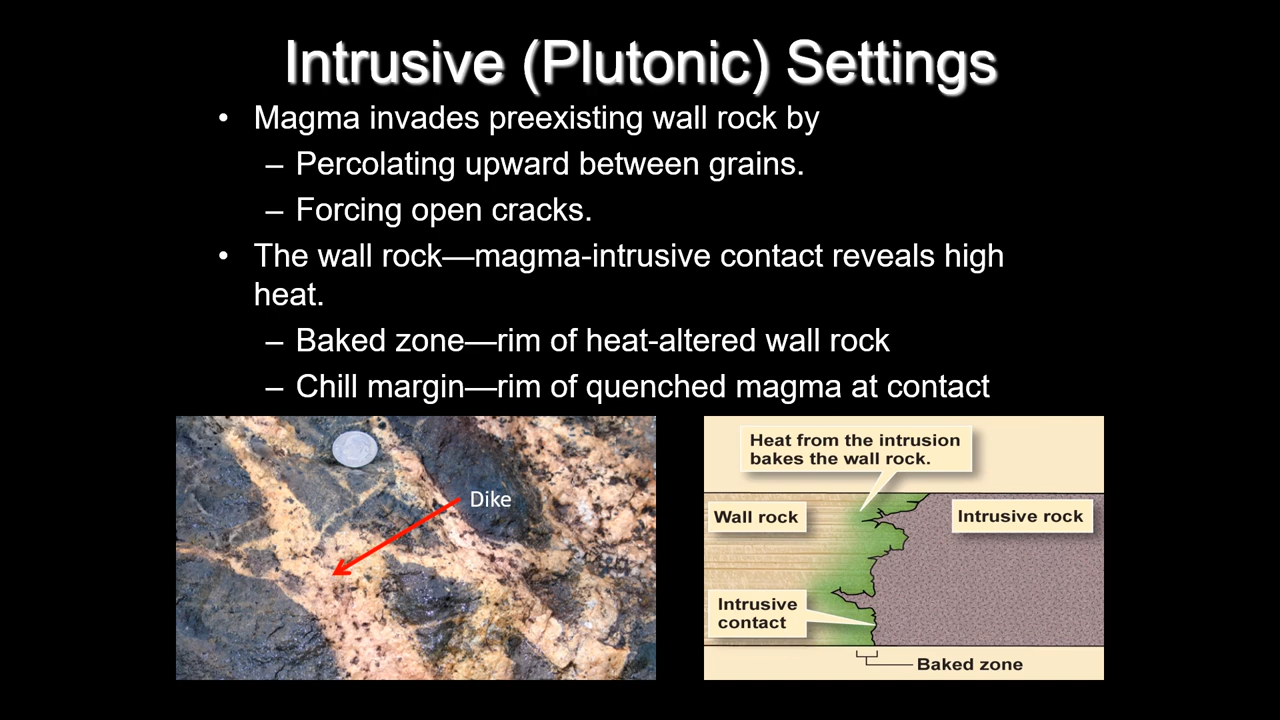 Intrusive (Plutonic) Settings
• Magma invades preexisting wall rock by
– Percolating upward between grains.
– Forcing open cracks.
• The wall rock—magma-intrusive contact reveals high
heat.
– Baked zone—rim of heat-altered wall rock
– Chill margin—rim of quenched magma at contact
Dike
Heat from the intrusion
bakes the wall rock.
Wall rock
Intrusive rock
Intrusive
contact
Baked zone